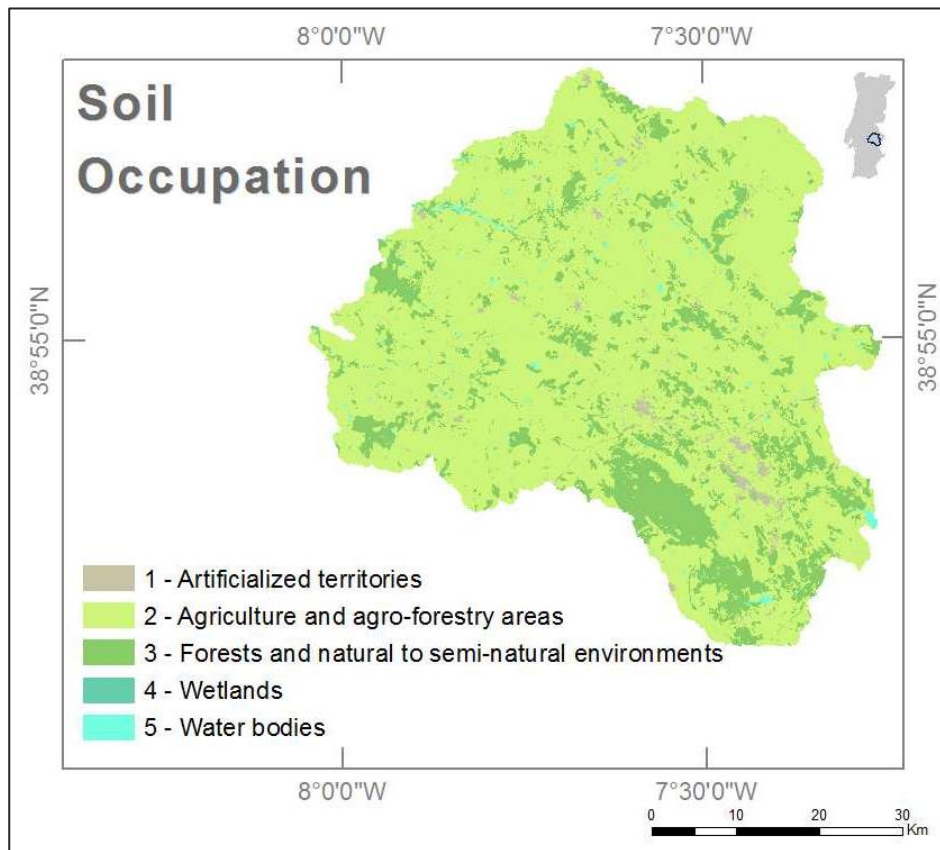 8°0'0"W 7°30'0"W
Soil
Occupation
38°55'0"N 38°55'0"N
1 - Artificialized territories
2 - Agriculture and agro-forestry areas
3 - Forests and natural to semi-natural environments
4 - Wetlands
5 - Water bodies
8°0'0"W 7°30'0"W
0 10 20 30
Km